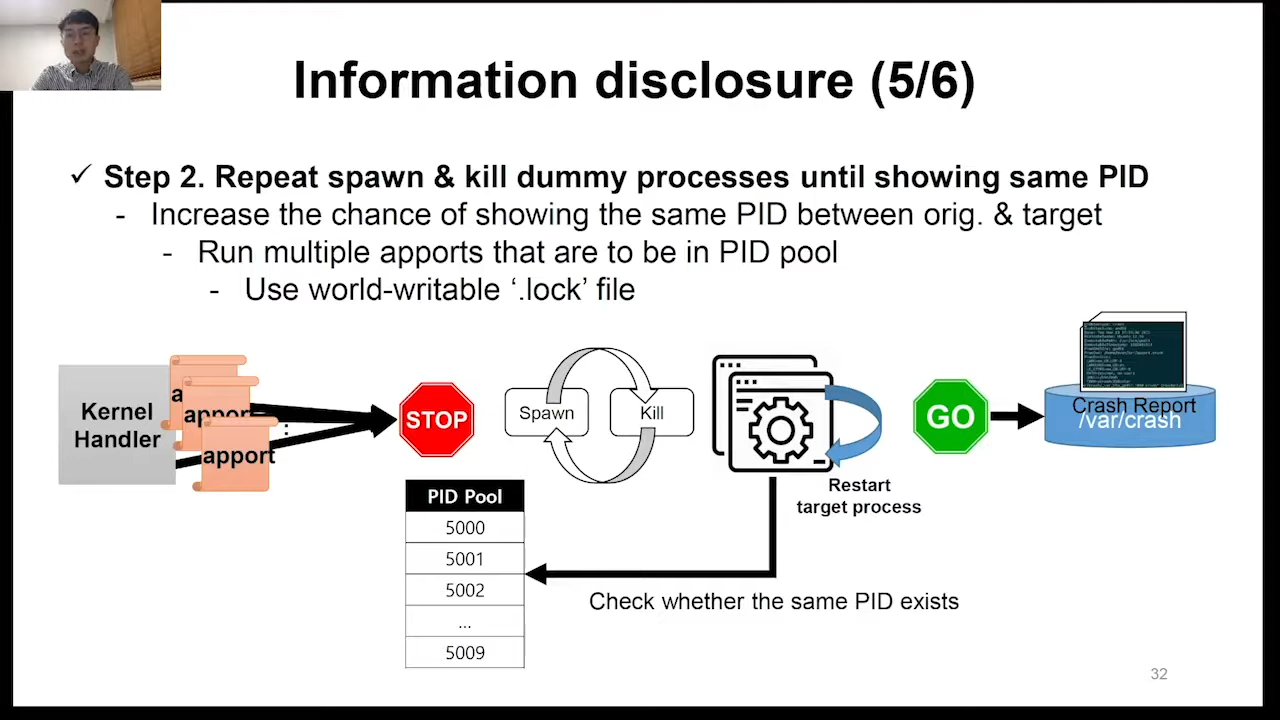 Information disclosure (5/6)
✓ Step 2. Repeat spawn & kill dummy processes until showing same PID
- Increase the chance of showing the same PID between orig. & target
- Run multiple apports that are to be in PID pool
- Use world-writable ‘.lock’ file
Kernel
Handler
apport
apport
:
STOP
Spawn
Kill
GO
Crash Report
/var/crash
Restart
target process
PID Pool
5000
5001
5002
...
5009
Check whether the same PID exists
32